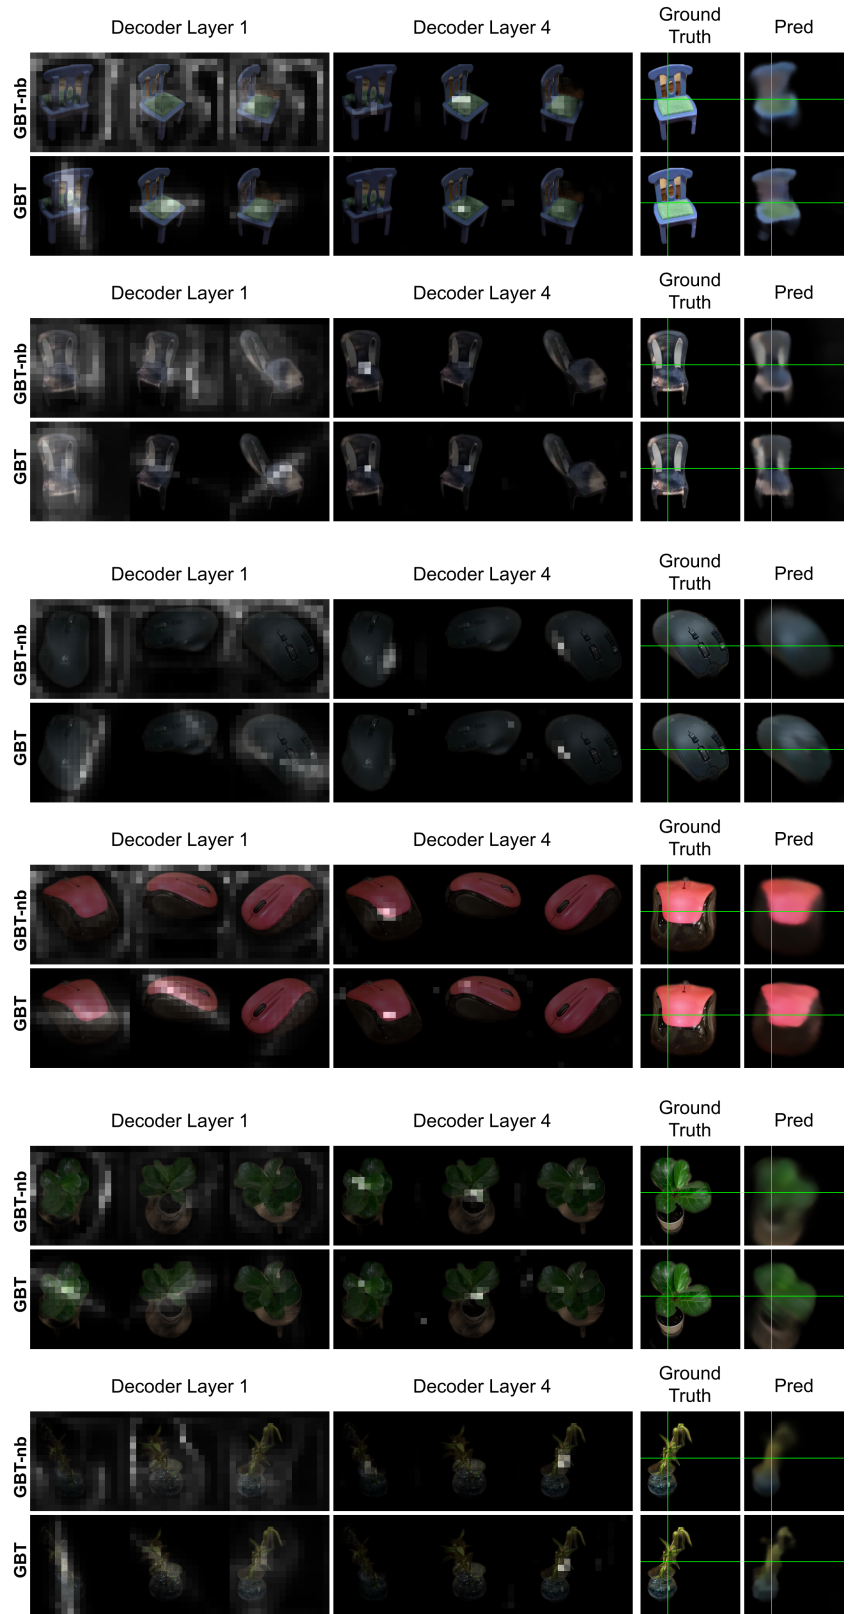 Decoder Layer 1 Decoder Layer 4 Ground Truth Pred
GBT-nb
GBT
Decoder Layer 1 Decoder Layer 4 Ground Truth Pred
GBT-nb
GBT
Decoder Layer 1 Decoder Layer 4 Ground Truth Pred
GBT-nb
GBT
Decoder Layer 1 Decoder Layer 4 Ground Truth Pred
GBT-nb
GBT
Decoder Layer 1 Decoder Layer 4 Ground Truth Pred
GBT-nb
GBT
Decoder Layer 1 Decoder Layer 4 Ground Truth Pred
GBT-nb
GBT